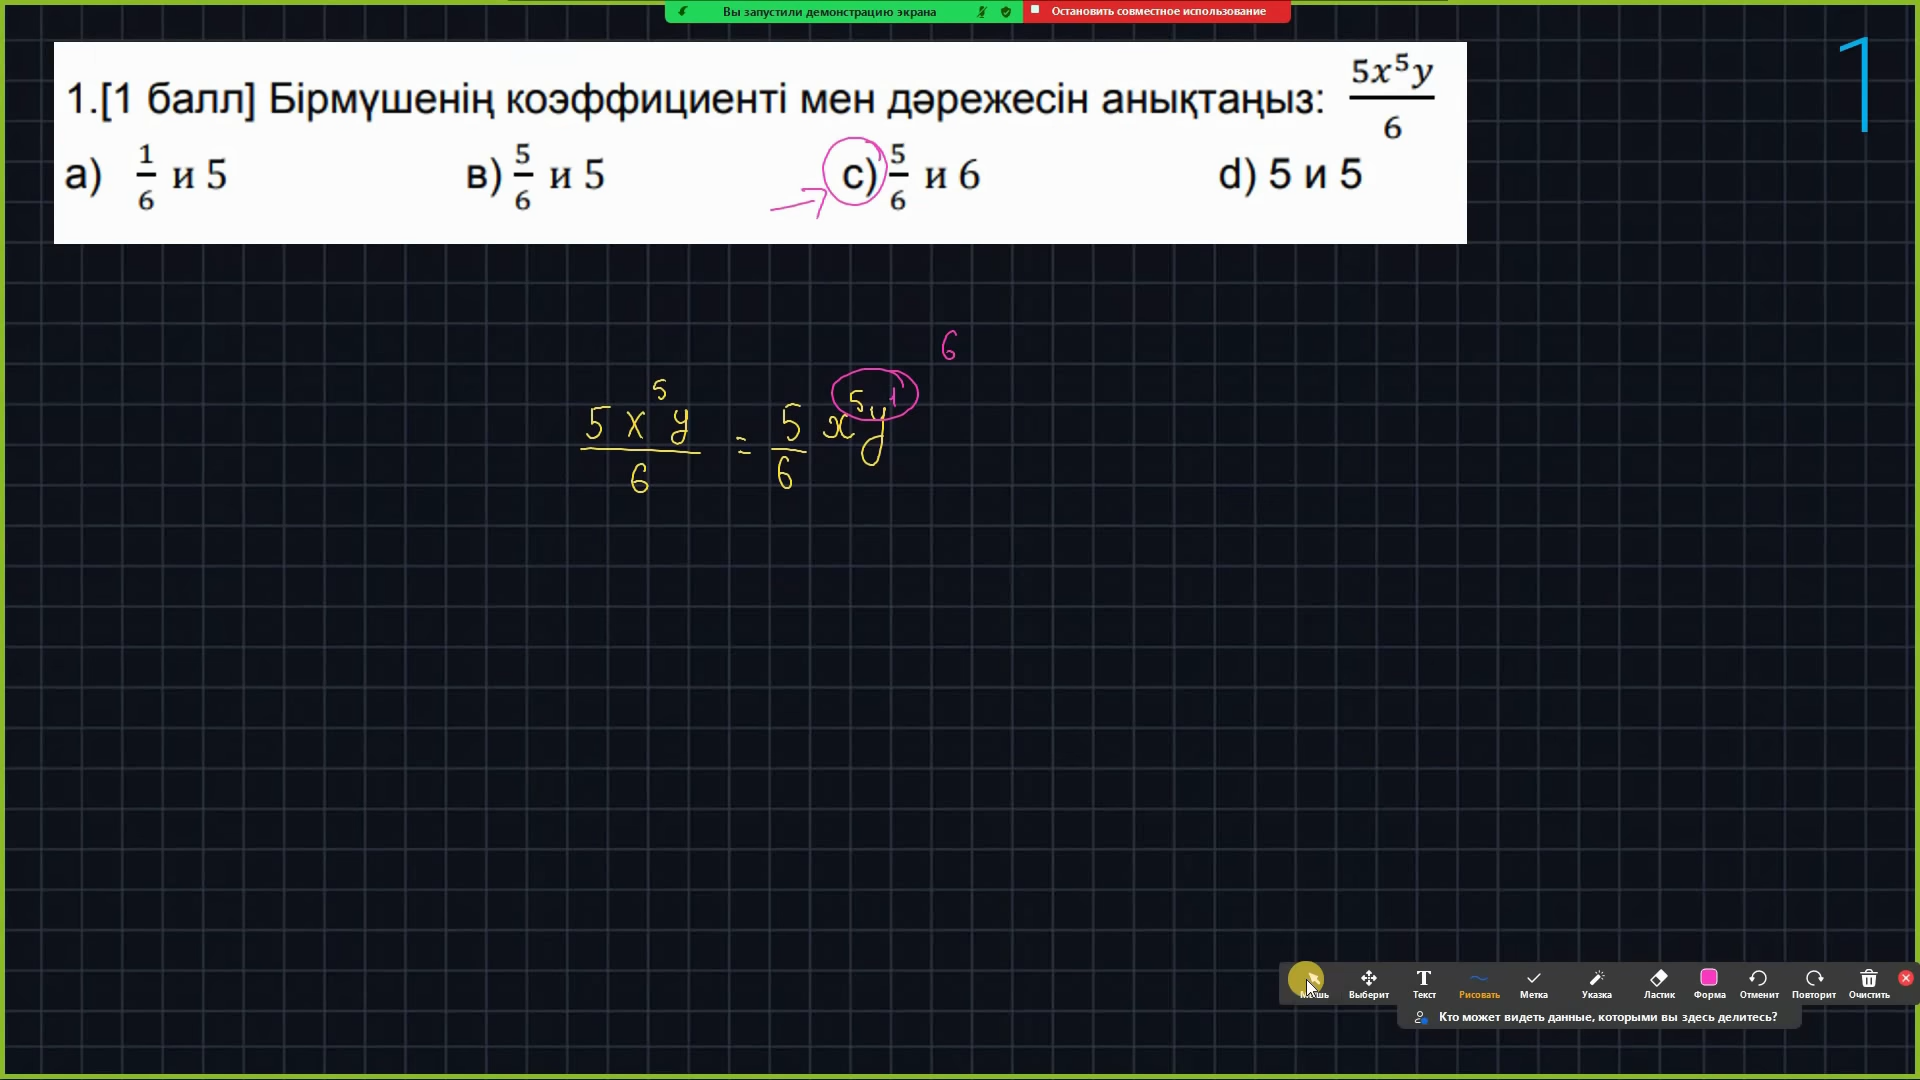 Вы запустили демонстрацию экрана
Остановить совместное использование
1
1.[1 балл] Бірмүшенің коэффициенті мен дәрежесін анықтаңыз: 5x⁵y/6
a) 1/6 и 5 в) 5/6 и 5 c) 5/6 и 6 d) 5 и 5
6
5x⁵y/6 = 5/6 x⁵y¹
Мышь Выберит Текст Рисовать Метка Указка Ластик Форма Отменит Повторит Очистить
Кто может видеть данные, которыми вы здесь делитесь?